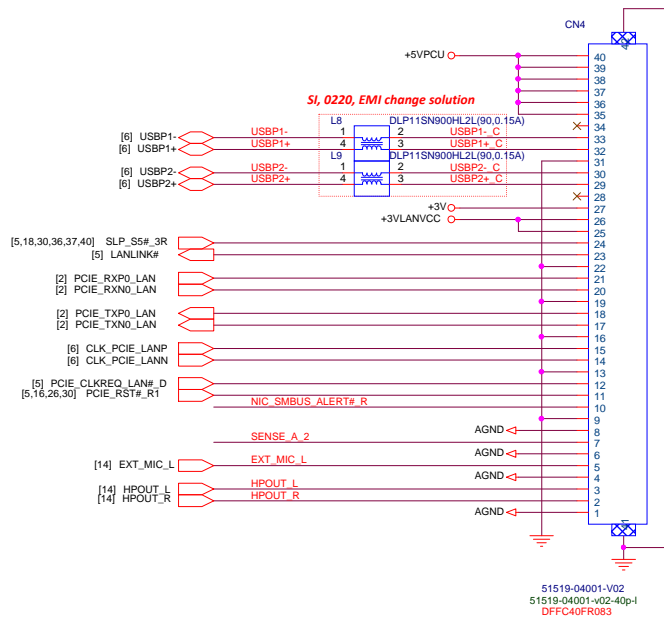 CN4
42
+5VPCU
40
39
38
37
36
35
SI, 0220, EMI change solution
L8 DLP11SN900HL2L(90,0.15A)
34
[6] USBP1- USBP1- 1 2 USBP1-_C 33
[6] USBP1+ USBP1+ 4 3 USBP1+_C 32
L9 DLP11SN900HL2L(90,0.15A)
31
[6] USBP2- USBP2- 1 2 USBP2-_C 30
[6] USBP2+ USBP2+ 4 3 USBP2+_C 29
28
+3V 27
+3VLANVCC 26
25
[5,18,30,36,37,40] SLP_S5#_3R 24
[5] LANLINK# 23
22
[2] PCIE_RXP0_LAN 21
[2] PCIE_RXN0_LAN 20
19
[2] PCIE_TXP0_LAN 18
[2] PCIE_TXN0_LAN 17
16
[6] CLK_PCIE_LANP 15
[6] CLK_PCIE_LANN 14
13
[5] PCIE_CLKREQ_LAN#_D 12
[5,16,26,30] PCIE_RST#_R1 11
NIC_SMBUS_ALERT#_R 10
9
AGND 8
SENSE_A_2 7
AGND 6
[14] EXT_MIC_L EXT_MIC_L 5
AGND 4
[14] HPOUT_L HPOUT_L 3
[14] HPOUT_R HPOUT_R 2
AGND 1
41
51519-04001-V02
51519-04001-v02-40p-l
DFFC40FR083